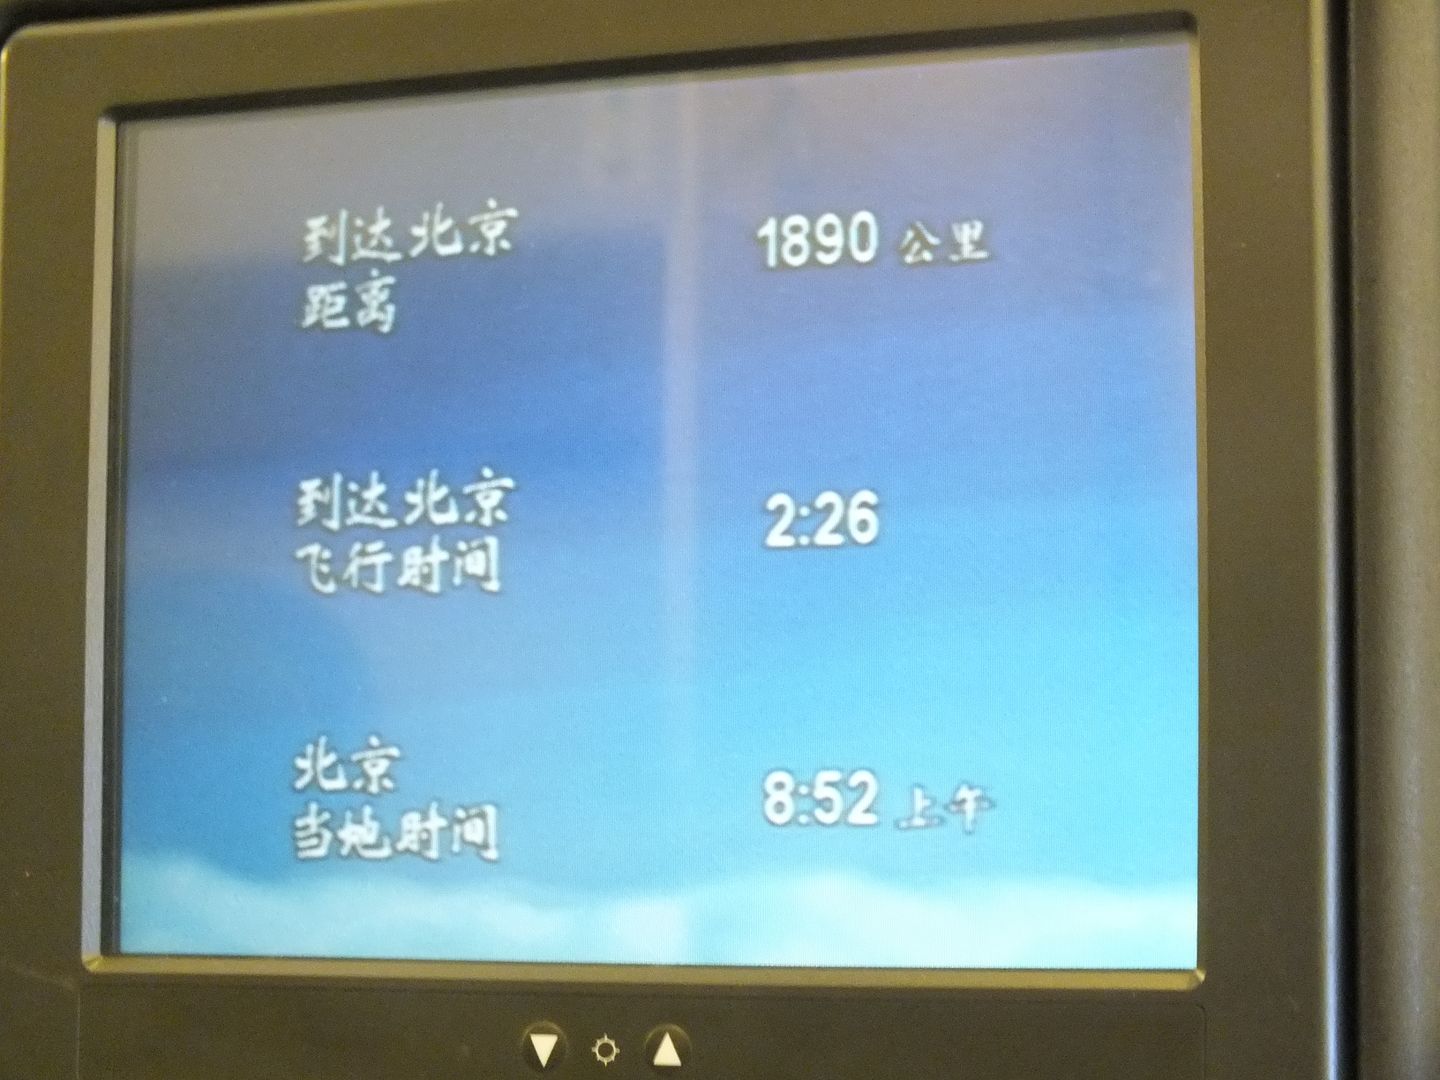 到达北京 1890 公里
距离
到达北京 2:26
飞行时间
北京 8:52 上午
当地时间